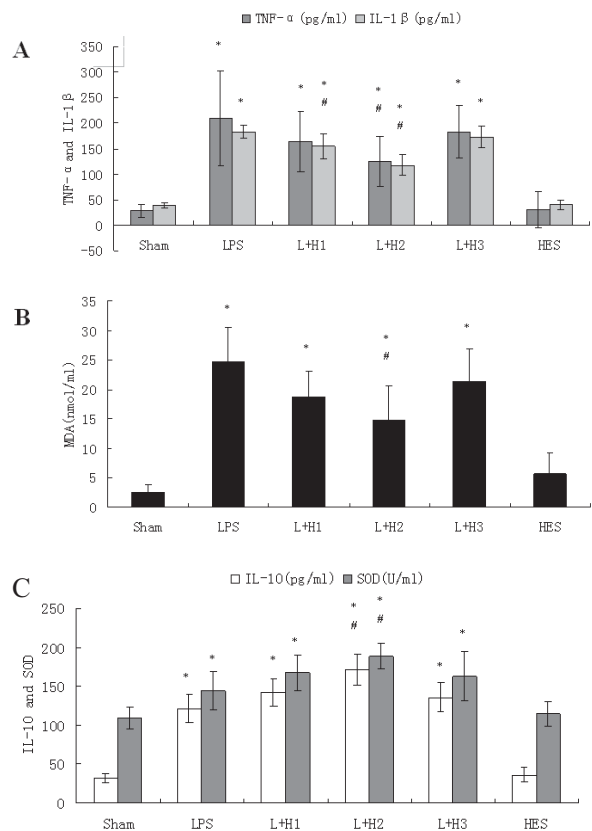 TNF-α (pg/ml) IL-1β (pg/ml)
A
350
300
250
200
150
100
50
0
-50
TNF-α and IL-1β
* * * * # * # * # * *
Sham LPS L+H1 L+H2 L+H3 HES
B
35
30
25
20
15
10
5
0
MDA(nmol/ml)
* * * # *
Sham LPS L+H1 L+H2 L+H3 HES
C
IL-10(pg/ml) SOD(U/ml)
250
200
150
100
50
0
IL-10 and SOD
* * * * * # * # * *
Sham LPS L+H1 L+H2 L+H3 HES